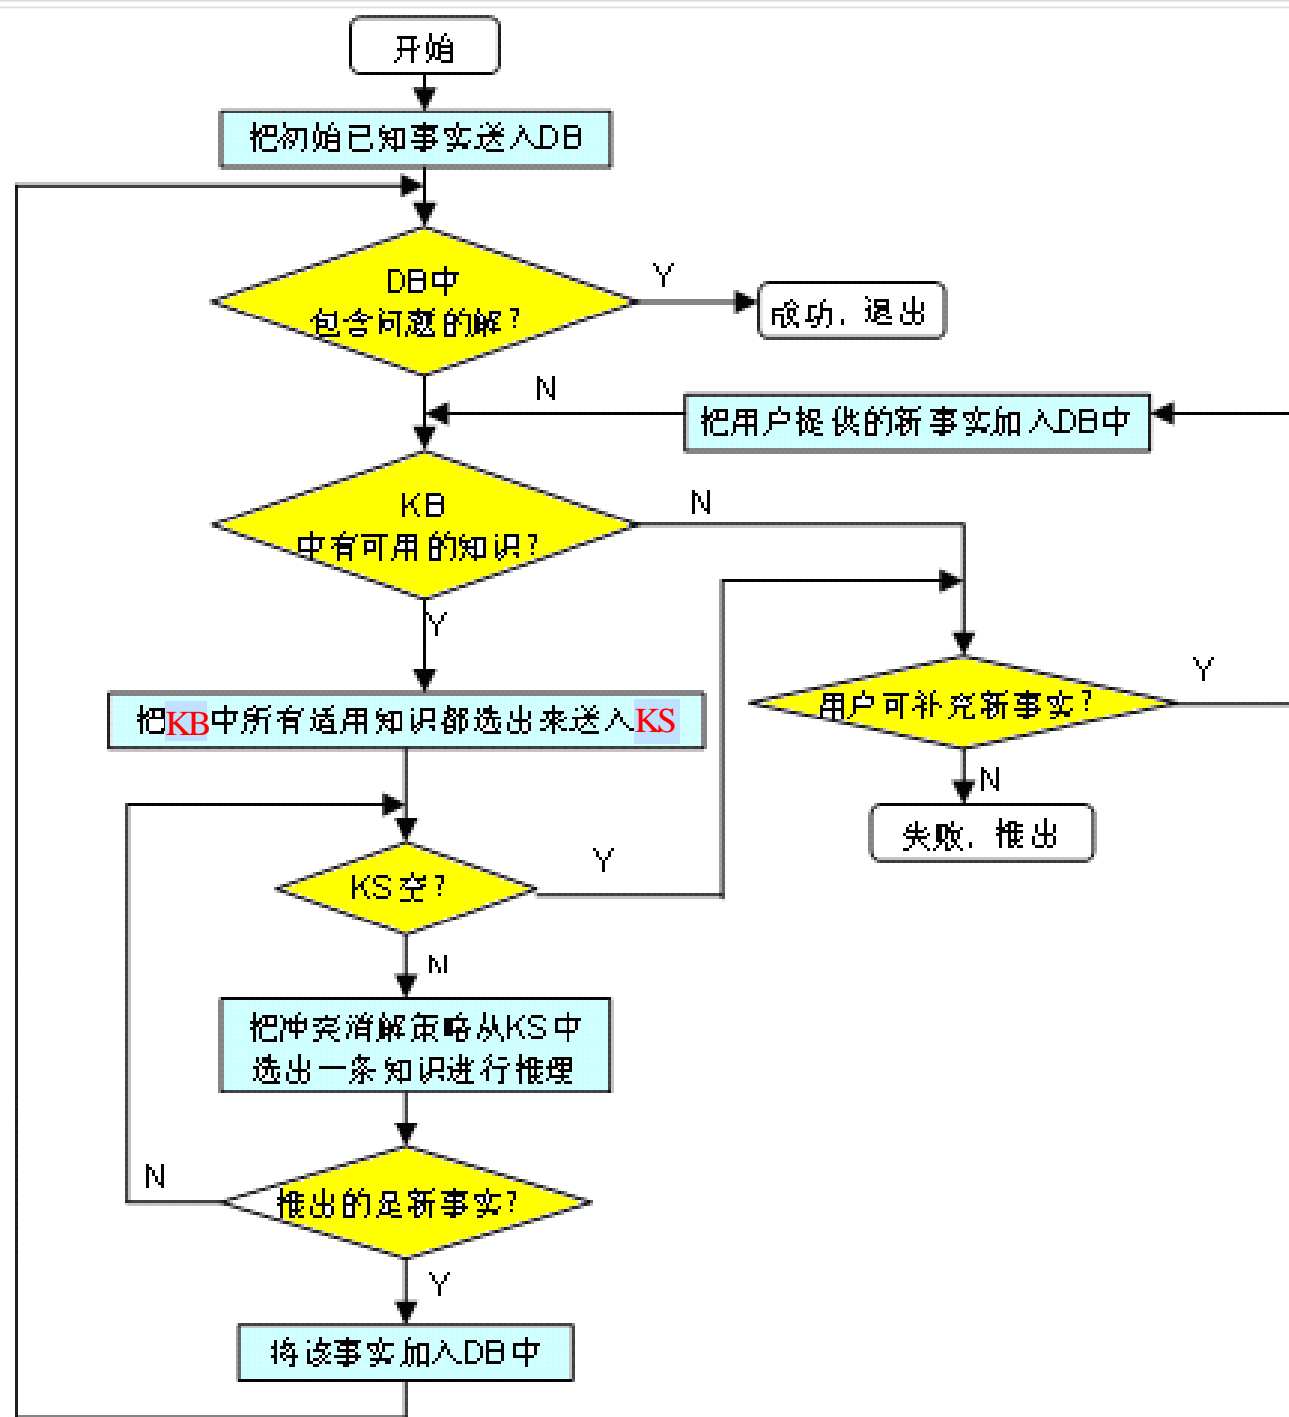 开始
把初始已知事实送入DB
DB中
包含问题的解?
Y
成功, 退出
N
把用户提供的新事实加入DB中
KB
中有可用的知识?
N
Y
把KB中所有适用知识都选出来送入KS
用户可补充新事实?
Y
N
失败, 推出
KS空?
Y
N
把冲突消解策略从KS中
选出一条知识进行推理
推出的是新事实?
N
Y
将该事实加入DB中